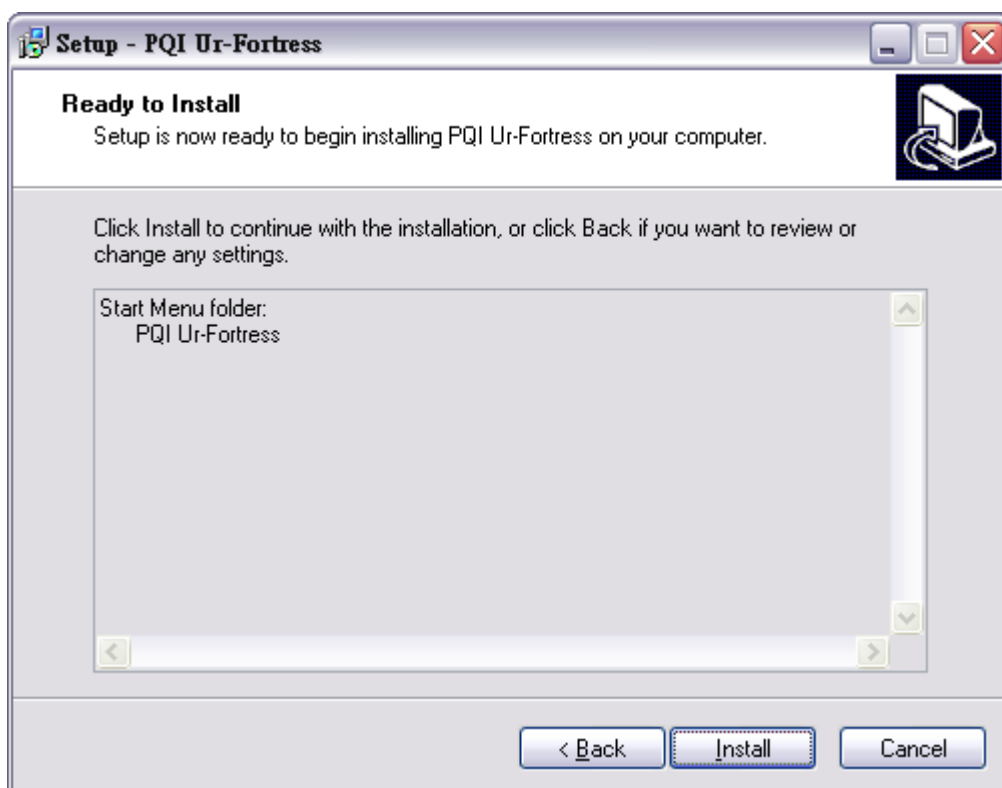 Setup - PQI Ur-Fortress
Ready to Install
Setup is now ready to begin installing PQI Ur-Fortress on your computer.
Click Install to continue with the installation, or click Back if you want to review or
change any settings.
Start Menu folder:
PQI Ur-Fortress
< Back
Install
Cancel